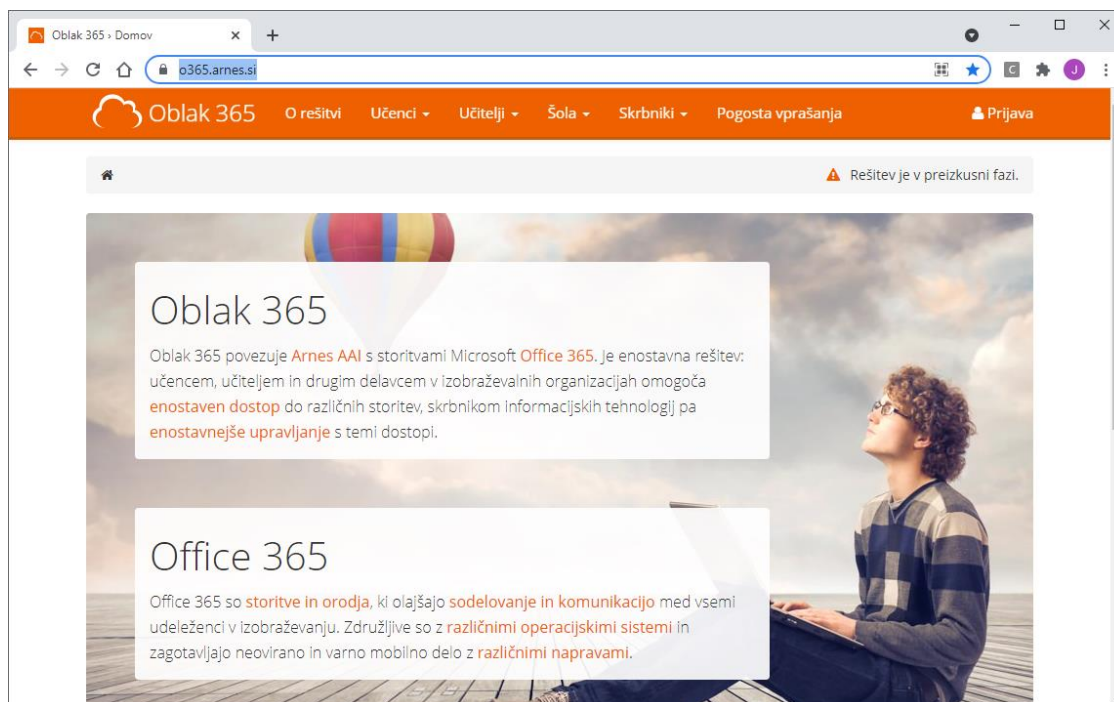 Oblak 365 › Domov
o365.arnes.si
C
J
Oblak 365 O rešitvi Učenci Učitelji Šola Skrbniki Pogosta vprašanja Prijava
Rešitev je v preizkusni fazi.
Oblak 365
Oblak 365 povezuje Arnes AAI s storitvami Microsoft Office 365. Je enostavna rešitev:
učencem, učiteljem in drugim delavcem v izobraževalnih organizacijah omogoča
enostaven dostop do različnih storitev, skrbnikom informacijskih tehnologij pa
enostavnejše upravljanje s temi dostopi.
Office 365
Office 365 so storitve in orodja, ki olajšajo sodelovanje in komunikacijo med vsemi
udeleženci v izobraževanju. Združljive so z različnimi operacijskimi sistemi in
zagotavljajo neovirano in varno mobilno delo z različnimi napravami.